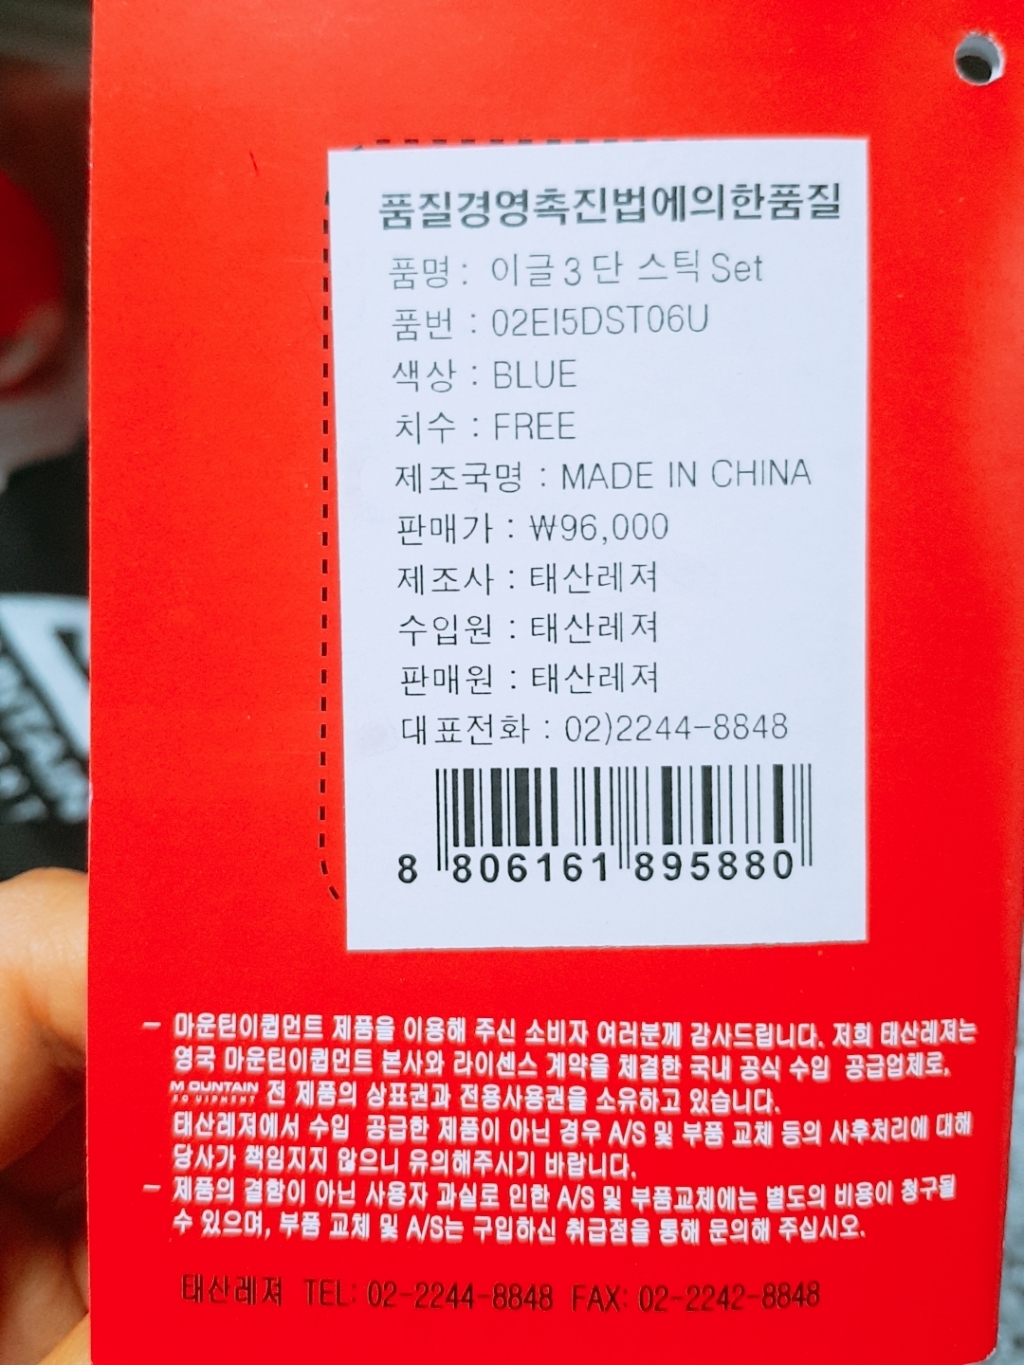 품질경영촉진법에의한품질
품명 : 이글 3 단 스틱 Set
품번 : 02EI5DST06U
색상 : BLUE
치수 : FREE
제조국명 : MADE IN CHINA
판매가 : ₩96,000
제조사 : 태산레져
수입원 : 태산레져
판매원 : 태산레져
대표전화 : 02)2244-8848
8 806161 895880
- 마운틴이큅먼트 제품을 이용해 주신 소비자 여러분께 감사드립니다. 저희 태산레져는
영국 마운틴이큅먼트 본사와 라이센스 계약을 체결한 국내 공식 수입 공급업체로,
MOUNTAIN
EQUIPMENT 전 제품의 상표권과 전용사용권을 소유하고 있습니다.
태산레져에서 수입 공급한 제품이 아닌 경우 A/S 및 부품 교체 등의 사후처리에 대해
당사가 책임지지 않으니 유의해주시기 바랍니다.
- 제품의 결함이 아닌 사용자 과실로 인한 A/S 및 부품교체에는 별도의 비용이 청구될
수 있으며, 부품 교체 및 A/S는 구입하신 취급점을 통해 문의해 주십시오.
태산레져 TEL: 02-2244-8848 FAX: 02-2242-8848